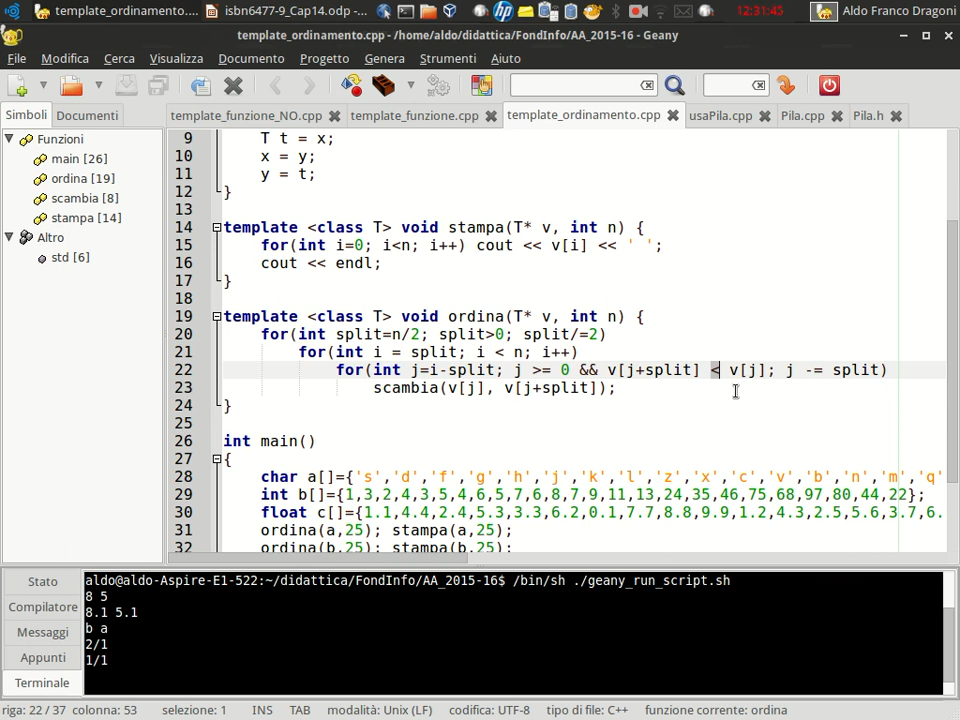 template_ordinamento....
isbn6477-9_Cap14.odp -...
12:31:45
Aldo Franco Dragoni
template_ordinamento.cpp - /home/aldo/didattica/FondInfo/AA_2015-16 - Geany
File Modifica Cerca Visualizza Documento Progetto Genera Strumenti Aiuto
Simboli Documenti
template_funzione_NO.cpp template_funzione.cpp template_ordinamento.cpp usaPila.cpp Pila.cpp Pila.h
Funzioni
main [26]
ordina [19]
scambia [8]
stampa [14]
Altro
std [6]
9 T t = x;
10 x = y;
11 y = t;
12 }
13
14 template <class T> void stampa(T* v, int n) {
15 for(int i=0; i<n; i++) cout << v[i] << ' ';
16 cout << endl;
17 }
18
19 template <class T> void ordina(T* v, int n) {
20 for(int split=n/2; split>0; split/=2)
21 for(int i = split; i < n; i++)
22 for(int j=i-split; j >= 0 && v[j+split] < v[j]; j -= split)
23 scambia(v[j], v[j+split]);
24 }
25
26 int main()
27 {
28 char a[]={'s','d','f','g','h','j','k','l','z','x','c','v','b','n','m','q'
29 int b[]={1,3,2,4,3,5,4,6,5,7,6,8,7,9,11,13,24,35,46,75,68,97,80,44,22};
30 float c[]={1.1,4.4,2.4,5.3,3.3,6.2,0.1,7.7,8.8,9.9,1.2,4.3,2.5,5.6,3.7,6.
31 ordina(a,25); stampa(a,25);
32 ordina(b,25); stampa(b,25);
Stato
Compilatore
Messaggi
Appunti
Terminale
aldo@aldo-Aspire-E1-522:~/didattica/FondInfo/AA_2015-16$ /bin/sh ./geany_run_script.sh
8 5
8.1 5.1
b a
2/1
1/1
riga: 22 / 37 colonna: 53 selezione: 1 INS TAB modalità: Unix (LF) codifica: UTF-8 tipo di file: C++ funzione corrente: ordina